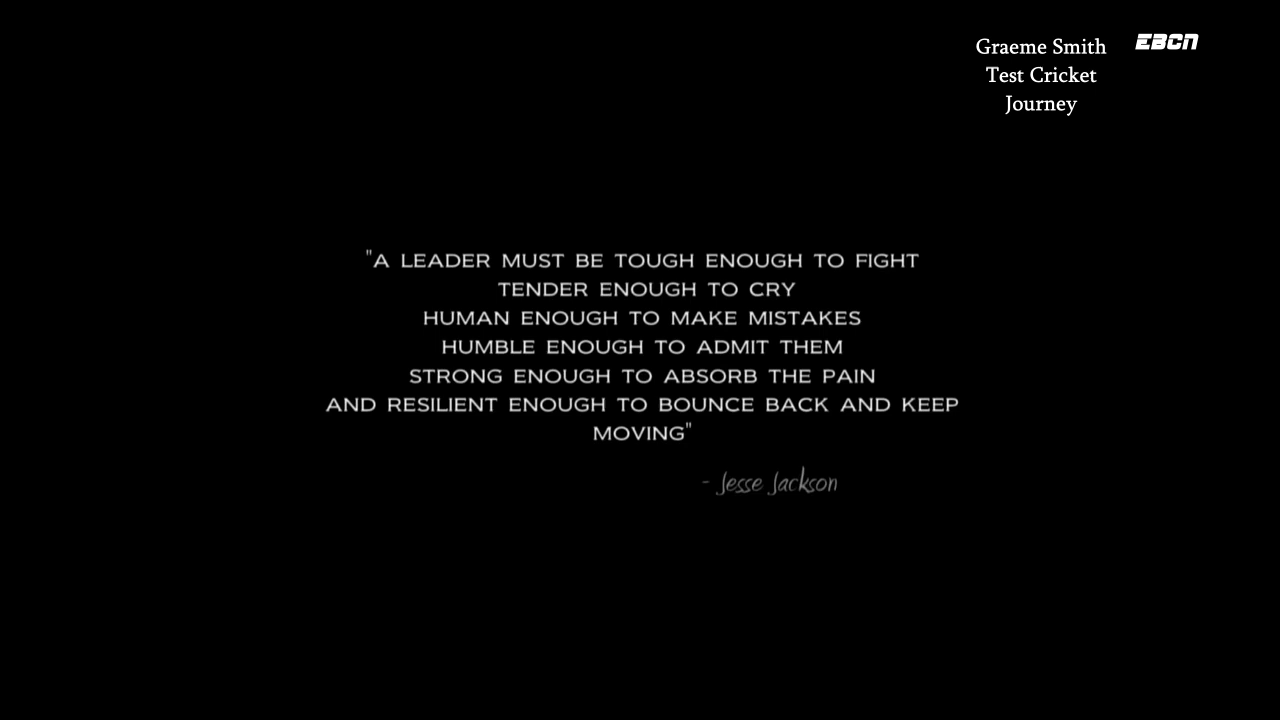 Graeme Smith
Test Cricket
Journey
EBCN
"A LEADER MUST BE TOUGH ENOUGH TO FIGHT
TENDER ENOUGH TO CRY
HUMAN ENOUGH TO MAKE MISTAKES
HUMBLE ENOUGH TO ADMIT THEM
STRONG ENOUGH TO ABSORB THE PAIN
AND RESILIENT ENOUGH TO BOUNCE BACK AND KEEP
MOVING"
- Jesse Jackson